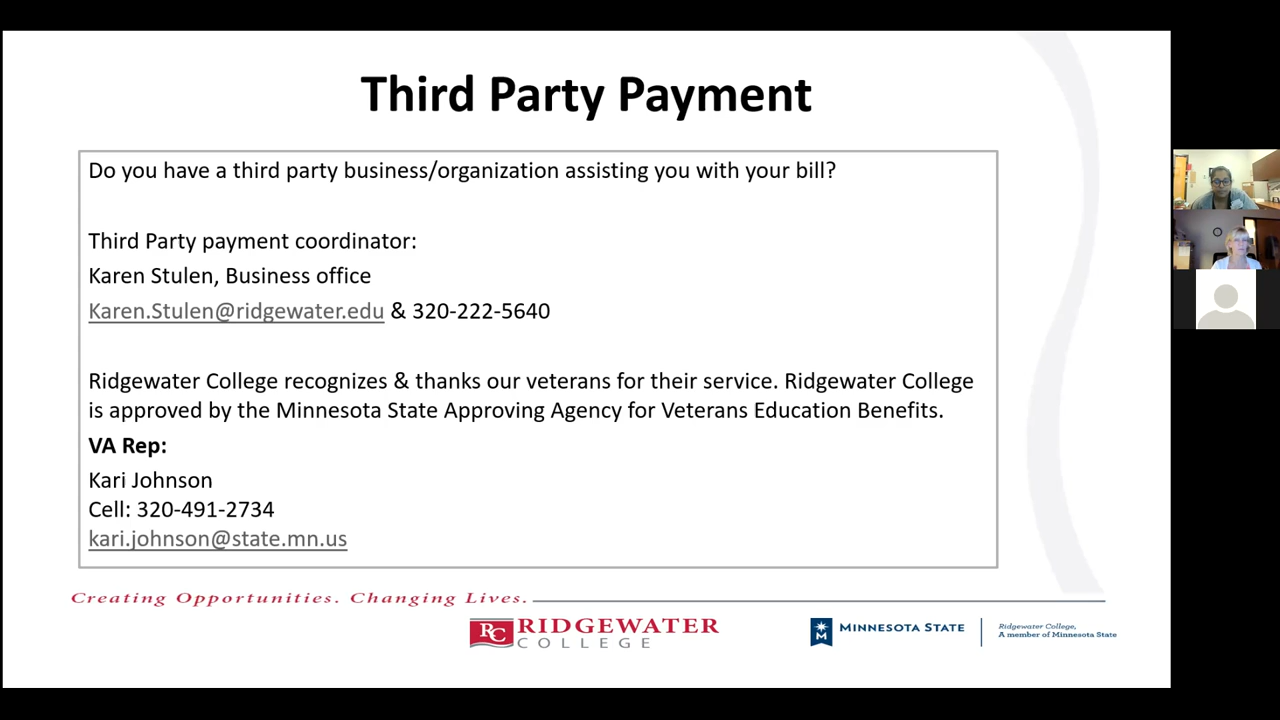 Third Party Payment
Do you have a third party business/organization assisting you with your bill?
Third Party payment coordinator:
Karen Stulen, Business office
Karen.Stulen@ridgewater.edu & 320-222-5640
Ridgewater College recognizes & thanks our veterans for their service. Ridgewater College
is approved by the Minnesota State Approving Agency for Veterans Education Benefits.
VA Rep:
Kari Johnson
Cell: 320-491-2734
kari.johnson@state.mn.us
Creating Opportunities. Changing Lives.
RC RIDGEWATER
COLLEGE
M MINNESOTA STATE
Ridgewater College,
A member of Minnesota State